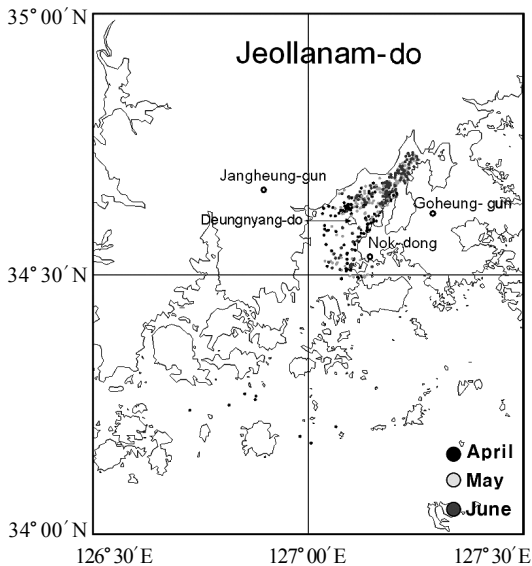 35°00′N
Jeollanam-do
Jangheung-gun
Goheung- gun
Deungnyang-do
Nok-dong
34°30′N
April
May
June
34°00′N
126°30′E
127°00′E
127°30′E